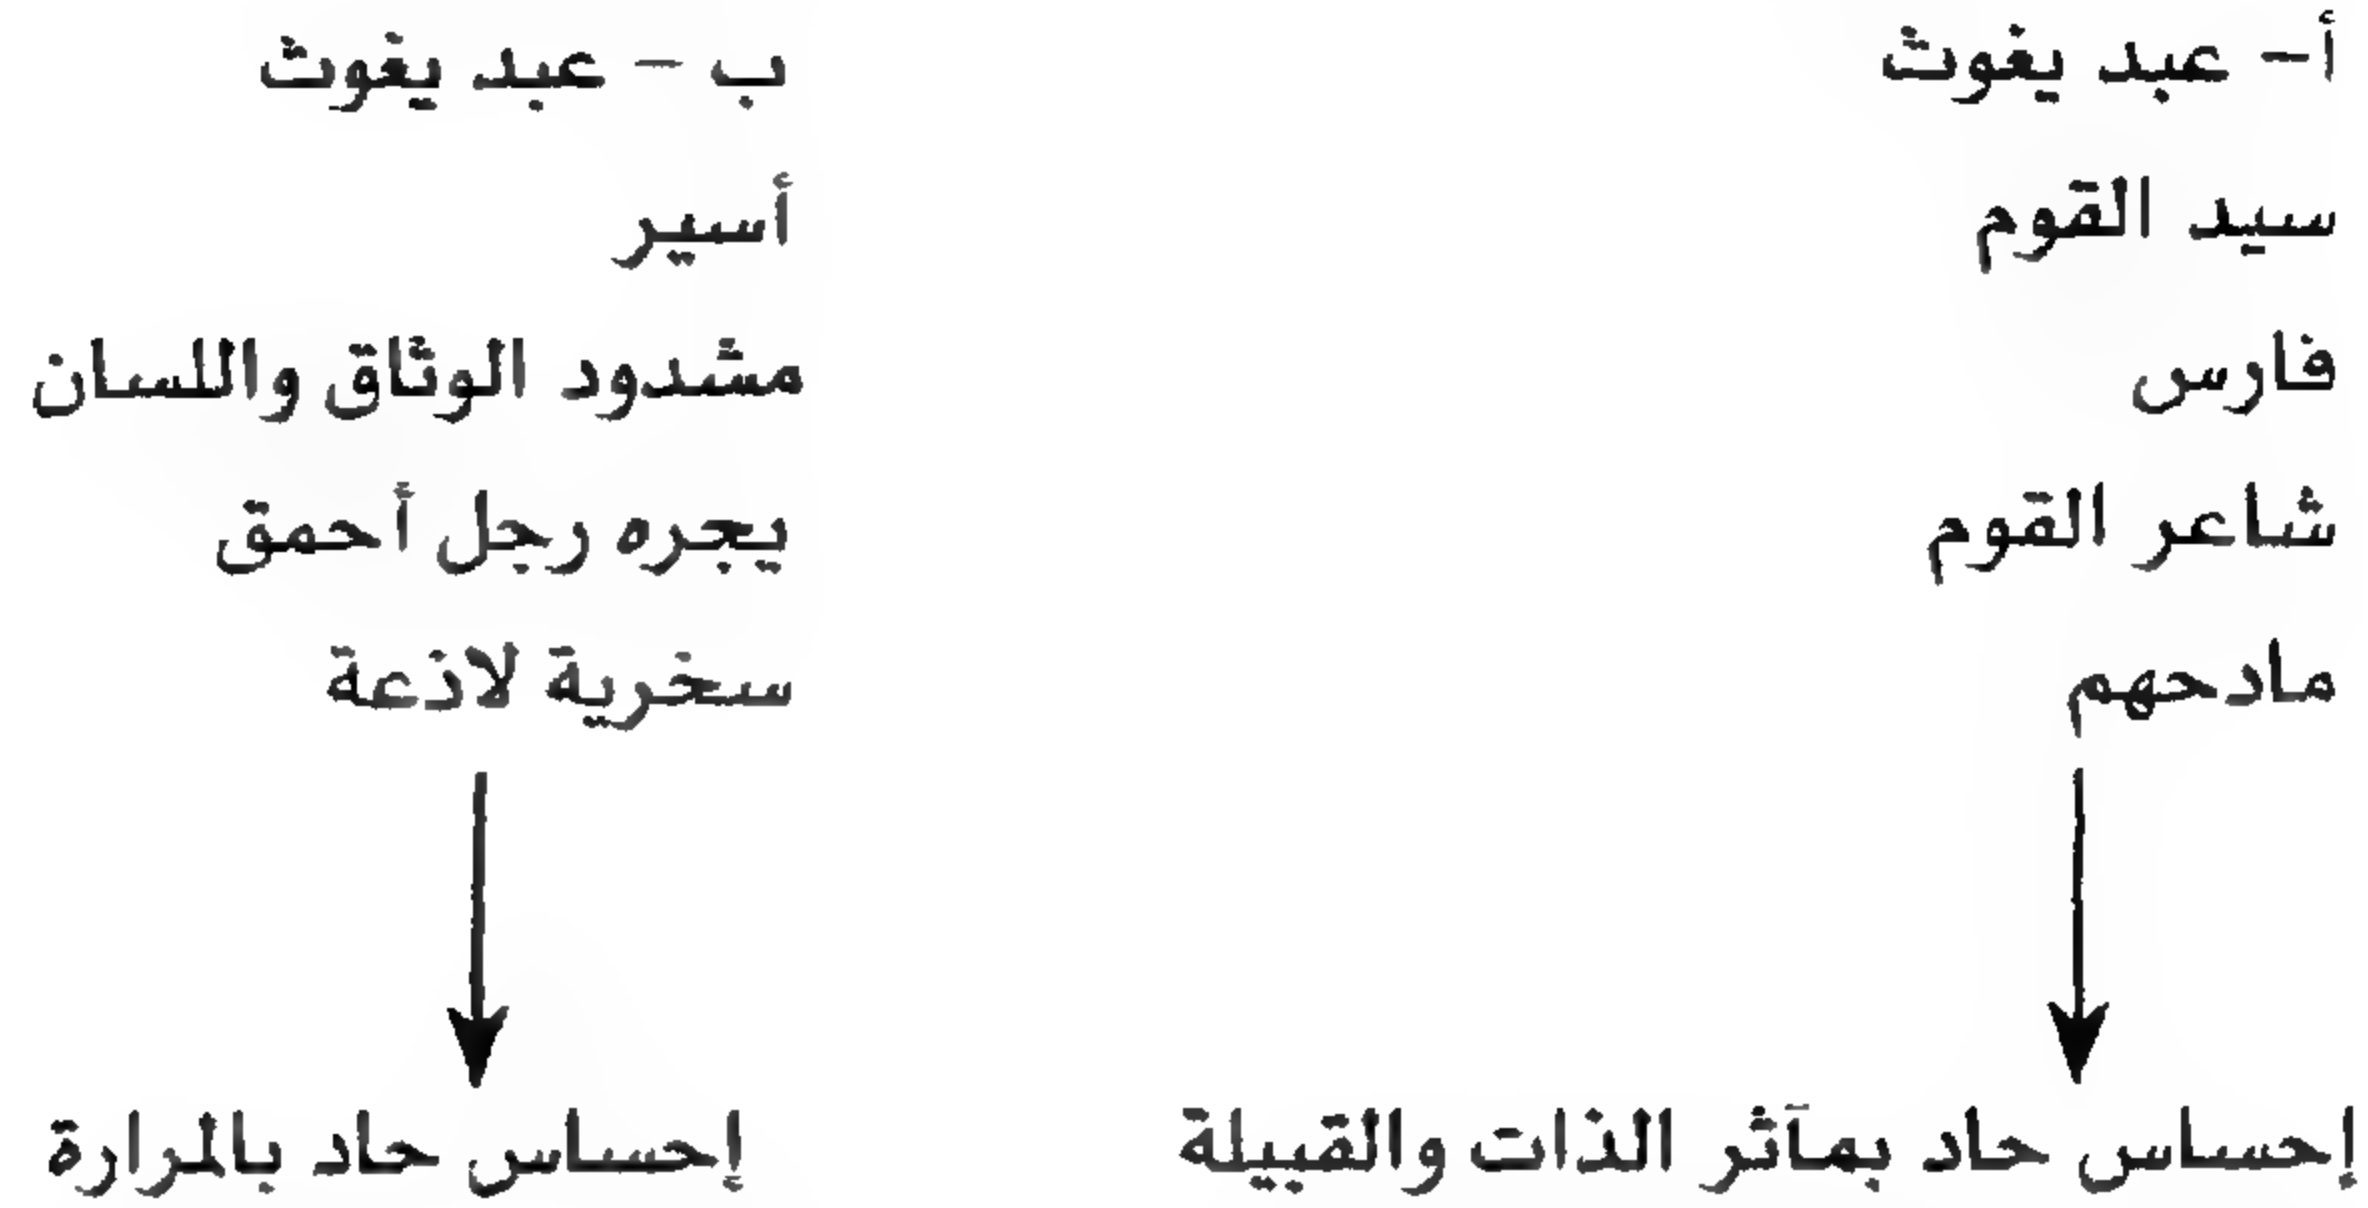 أ- عبد يغوث
سيد القوم
فارس
شاعر القوم
مادحهم
إحساس حاد بمآثر الذات والقبيلة
ب - عبد يغوث
أسير
مشدود الوثاق واللسان
يجره رجل أحمق
سخرية لاذعة
إحساس حاد بالمرارة